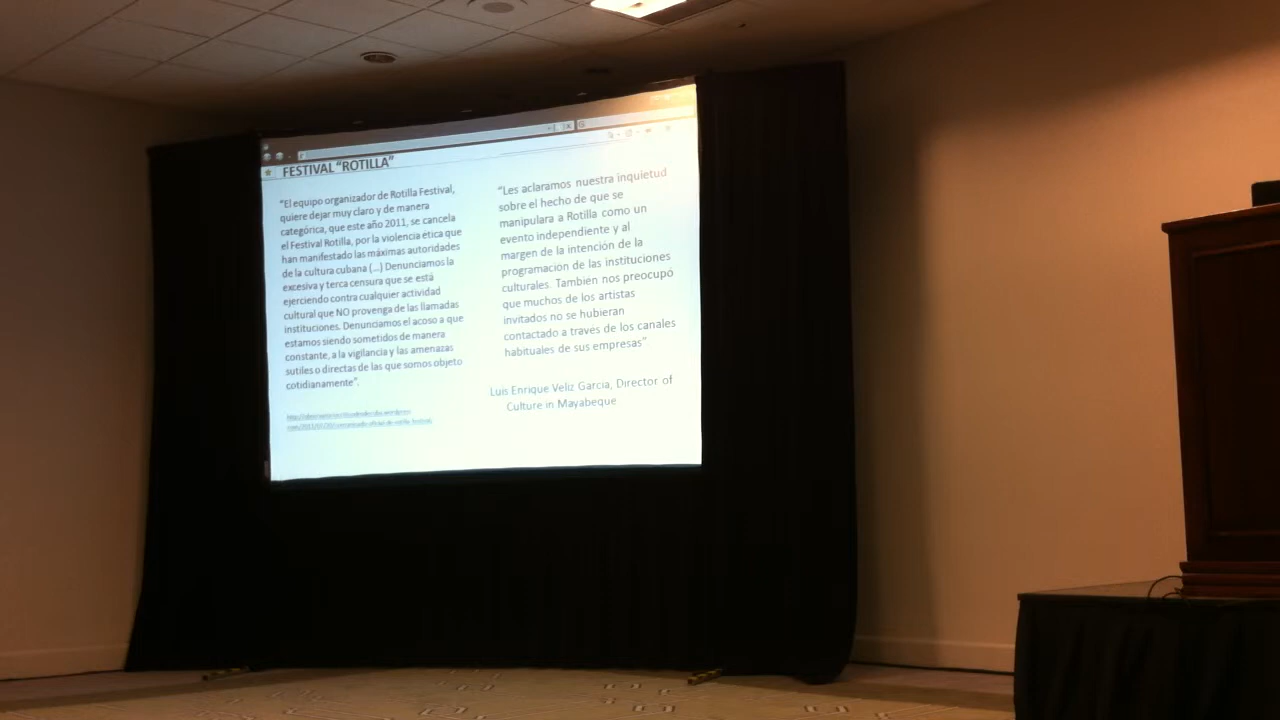 FESTIVAL "ROTILLA"
"El equipo organizador de Rotilla Festival,
quiere dejar muy claro y de manera
categórica, que este año 2011, se cancela
el Festival Rotilla, por la violencia ética que
han manifestado las máximas autoridades
de la cultura cubana (...) Denunciamos la
excesiva y terca censura que se está
ejerciendo contra cualquier actividad
cultural que NO provenga de las llamadas
instituciones. Denunciamos el acoso a que
estamos siendo sometidos de manera
constante, a la vigilancia y las amenazas
sutiles o directas de las que somos objeto
cotidianamente".
"Les aclaramos nuestra inquietud
sobre el hecho de que se
manipulara a Rotilla como un
evento independiente y al
margen de la intención de la
programación de las instituciones
culturales. También nos preocupó
que muchos de los artistas
invitados no se hubieran
contactado a través de los canales
habituales de sus empresas".
Luis Enrique Véliz García, Director of
Culture in Mayabeque